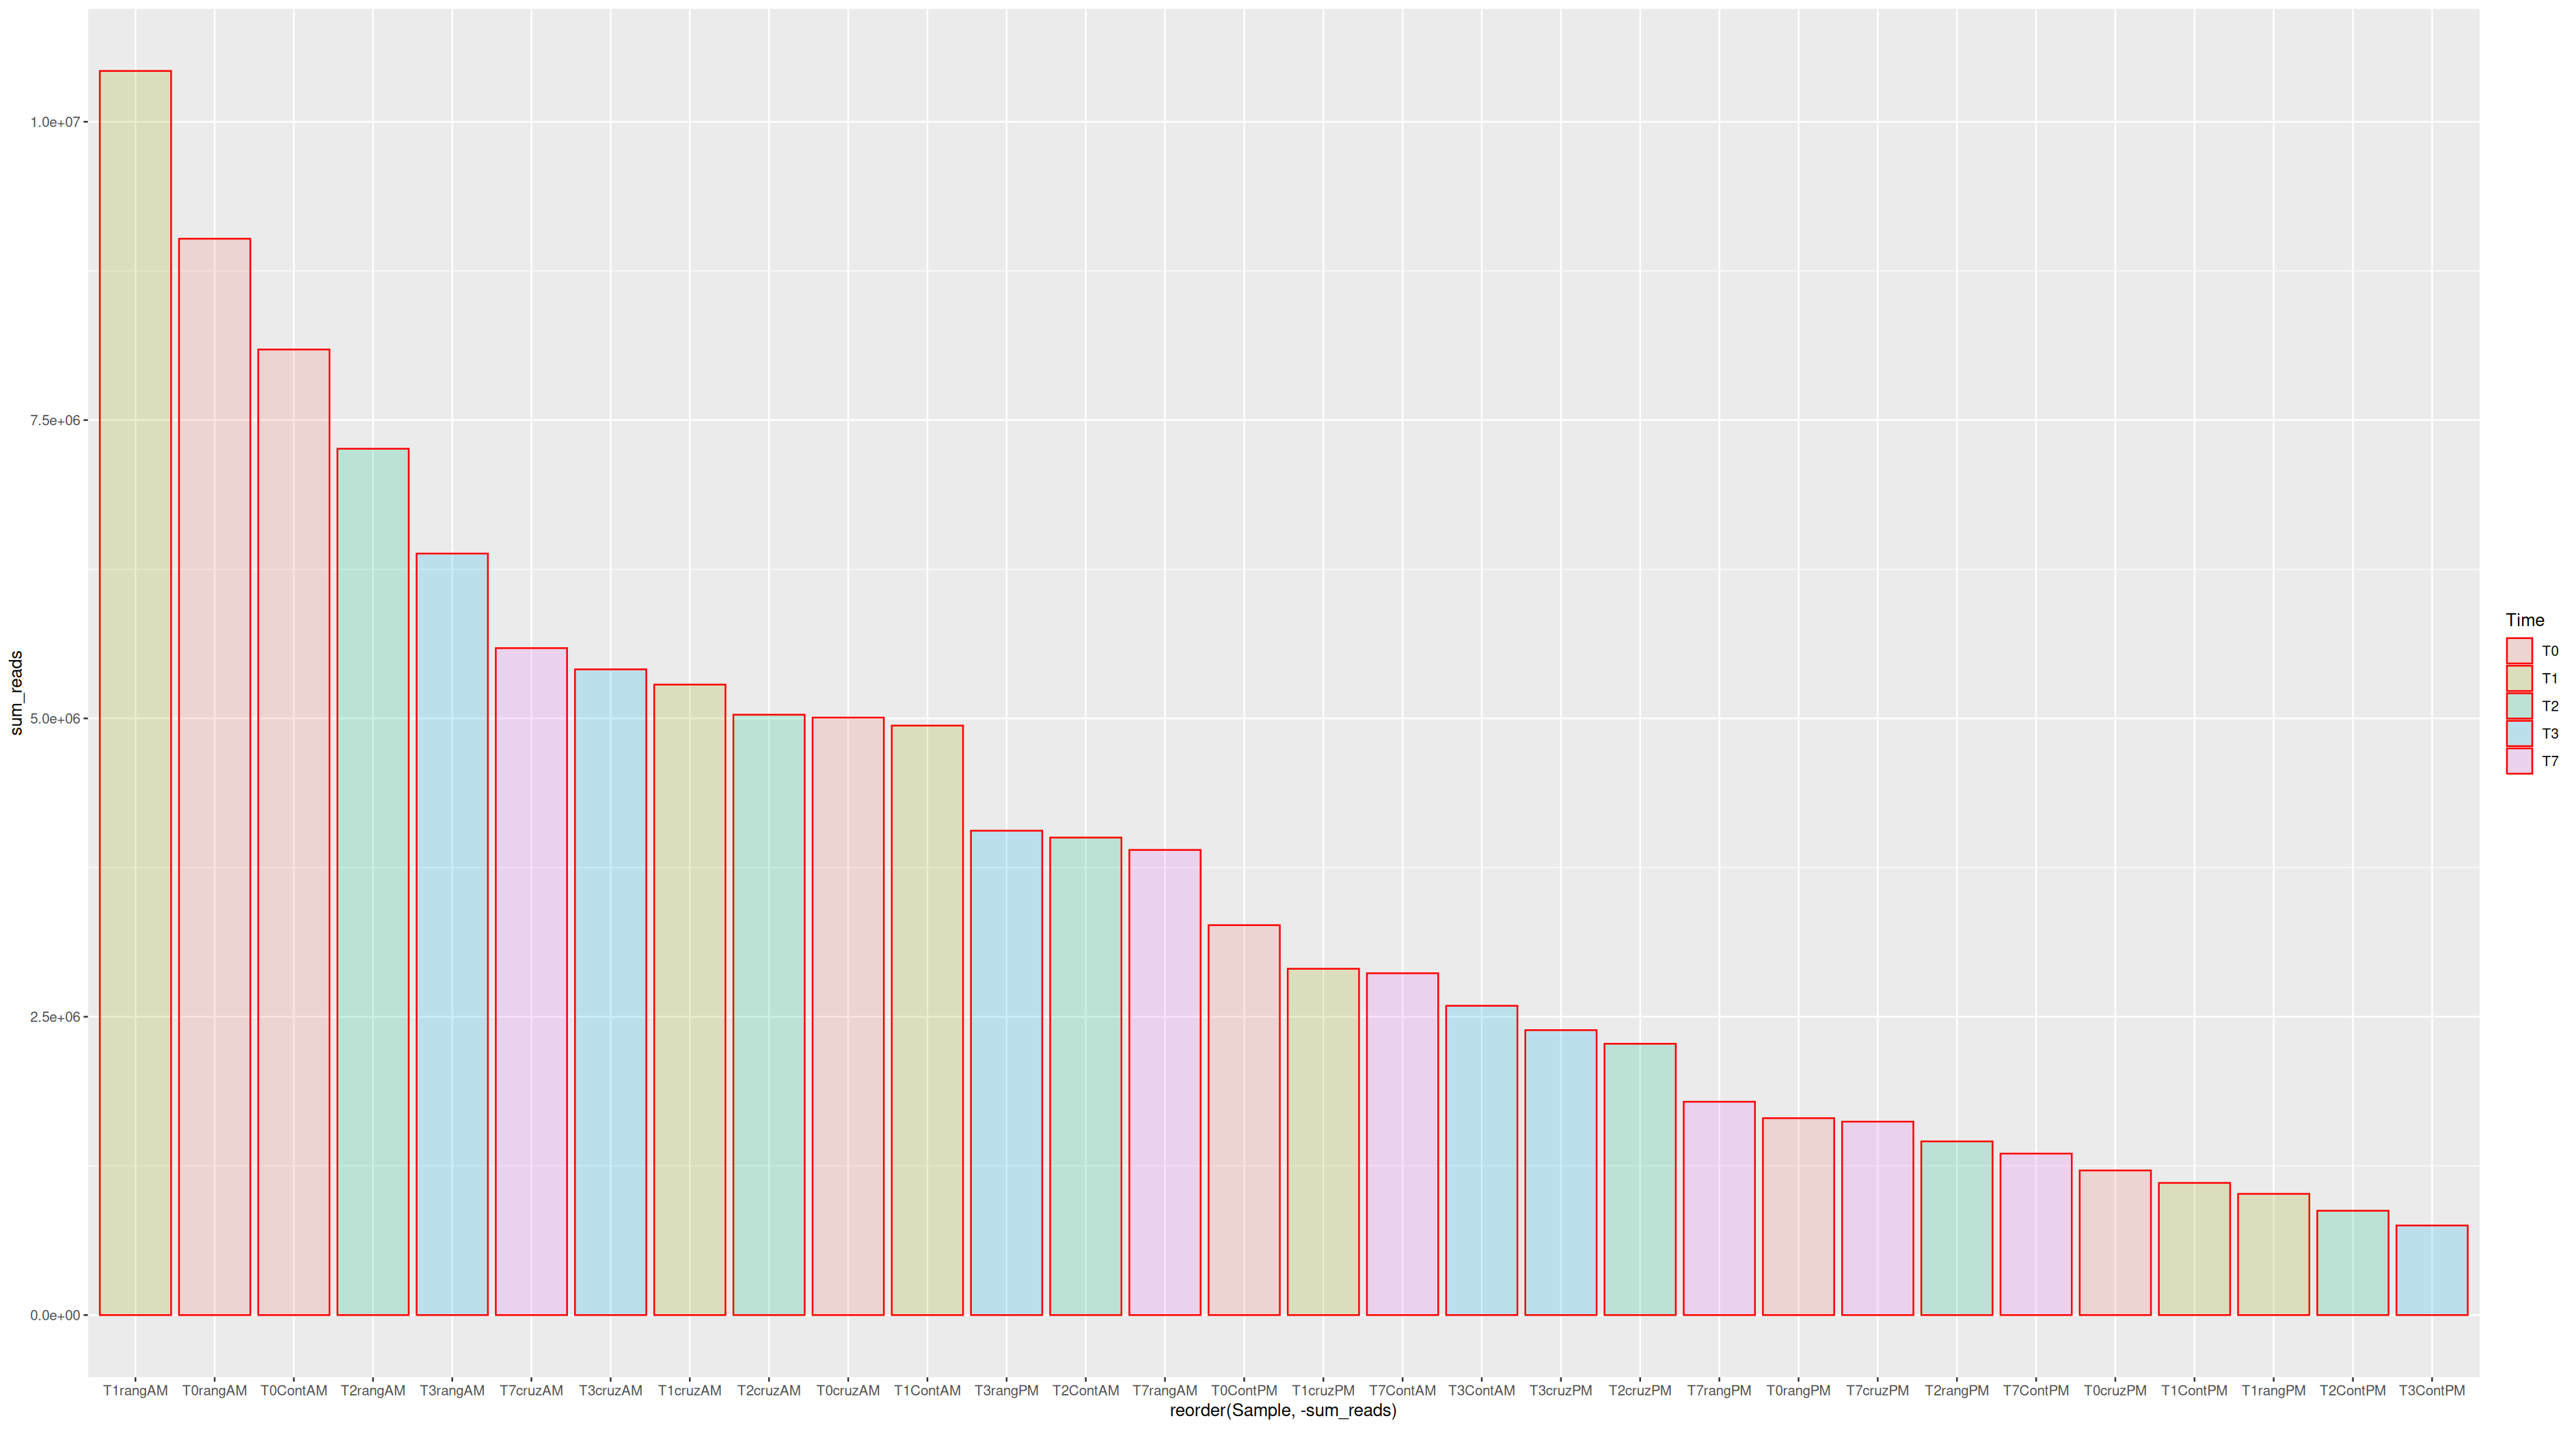 sum_reads
1.0e+07
7.5e+06
5.0e+06
2.5e+06
0.0e+00
T1rangAM T0rangAM T0ContAM T2rangAM T3rangAM T7cruzAM T3cruzAM T1cruzAM T2cruzAM T0cruzAM T1ContAM T3rangPM T2ContAM T7rangAM T0ContPM T1cruzPM T7ContAM T3ContAM T3cruzPM T2cruzPM T7rangPM T0rangPM T7cruzPM T2rangPM T7ContPM T0cruzPM T1ContPM T1rangPM T2ContPM T3ContPM
reorder(Sample, -sum_reads)
Time
T0
T1
T2
T3
T7